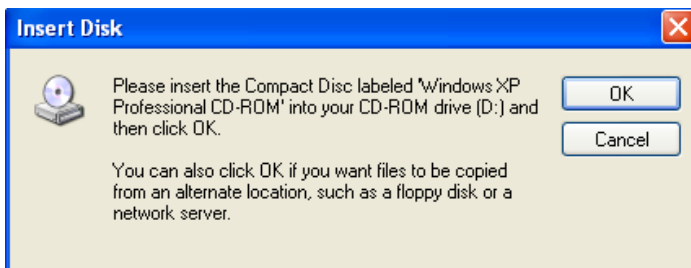 Insert Disk
Please insert the Compact Disc labeled 'Windows XP
Professional CD-ROM' into your CD-ROM drive (D:) and
then click OK.
You can also click OK if you want files to be copied
from an alternate location, such as a floppy disk or a
network server.
OK
Cancel